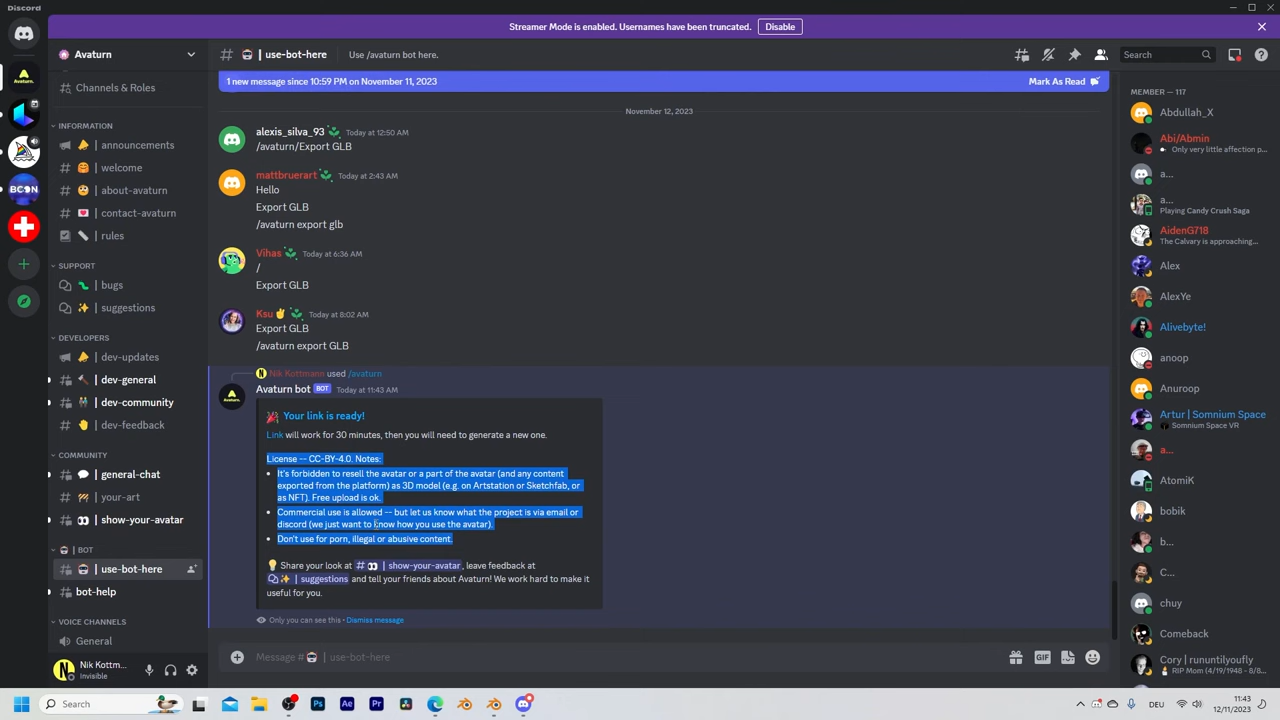 Discord
Streamer Mode is enabled. Usernames have been truncated. Disable
Avaturn
# | use-bot-here Use /avaturn bot here.
Search
Channels & Roles
INFORMATION
| announcements
| welcome
| about-avaturn
| contact-avaturn
| rules
SUPPORT
| bugs
| suggestions
DEVELOPERS
| dev-updates
| dev-general
| dev-community
| dev-feedback
COMMUNITY
| general-chat
| your-art
| show-your-avatar
| BOT
| use-bot-here
bot-help
VOICE CHANNELS
General
Nik Kottm...
Invisible
1 new message since 10:59 PM on November 11, 2023 Mark As Read
November 12, 2023
alexis_silva_93 Today at 12:50 AM
/avaturn/Export GLB
mattbruerart Today at 2:43 AM
Hello
Export GLB
/avaturn export glb
Vihas Today at 6:36 AM
/
Export GLB
Ksu Today at 8:02 AM
Export GLB
/avaturn export GLB
Nik Kottmann used /avaturn
Avaturn bot BOT Today at 11:43 AM
Your link is ready!
Link will work for 30 minutes, then you will need to generate a new one.
License -- CC-BY-4.0. Notes:
• It's forbidden to resell the avatar or a part of the avatar (and any content
exported from the platform) as 3D model (e.g. on Artstation or Sketchfab, or
as NFT). Free upload is ok.
• Commercial use is allowed -- but let us know what the project is via email or
discord (we just want to know how you use the avatar).
• Don't use for porn, illegal or abusive content.
Share your look at # | show-your-avatar, leave feedback at
| suggestions and tell your friends about Avaturn! We work hard to make it
useful for you.
Only you can see this • Dismiss message
Message # | use-bot-here
GIF
MEMBER — 117
Abdullah_X
Abi/Abmin
Only very little affection p...
a...
a...
Playing Candy Crush Saga
AidenG718
The Calvary is approaching...
Alex
AlexYe
Alivebyte!
anoop
Anuroop
Artur | Somnium Space
Somnium Space VR
a...
AtomiK
bobik
b...
C...
chuy
Comeback
Cory | rununtilyoufly
RIP Mom (4/19/1948 - 8/8...
Avaturn.
BCON
Search
Ps
Ae
Pr
DEU
11:43
12/11/2023